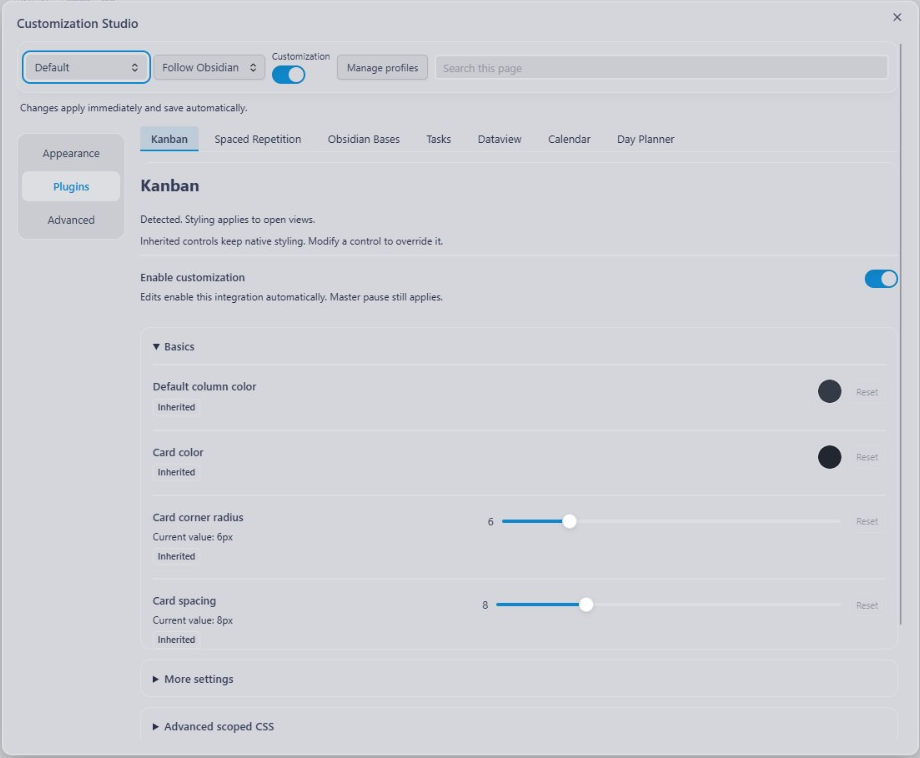 Customization Studio
Default
Follow Obsidian
Customization
Manage profiles
Search this page
Changes apply immediately and save automatically.
Appearance
Plugins
Advanced
Kanban
Spaced Repetition
Obsidian Bases
Tasks
Dataview
Calendar
Day Planner
Kanban
Detected. Styling applies to open views.
Inherited controls keep native styling. Modify a control to override it.
Enable customization
Edits enable this integration automatically. Master pause still applies.
Basics
Default column color
Inherited
Reset
Card color
Inherited
Reset
Card corner radius
Current value: 6px
Inherited
6
Reset
Card spacing
Current value: 8px
Inherited
8
Reset
More settings
Advanced scoped CSS